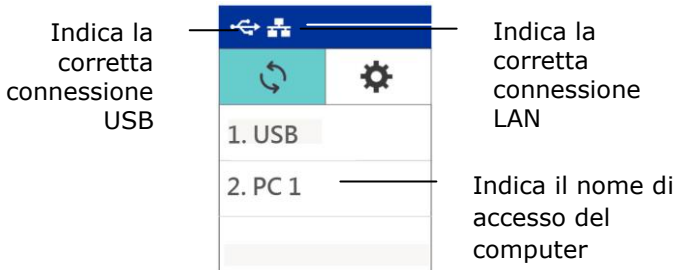 Indica la
corretta
connessione
USB
Indica la
corretta
connessione
LAN
1. USB
2. PC 1
Indica il nome di
accesso del
computer